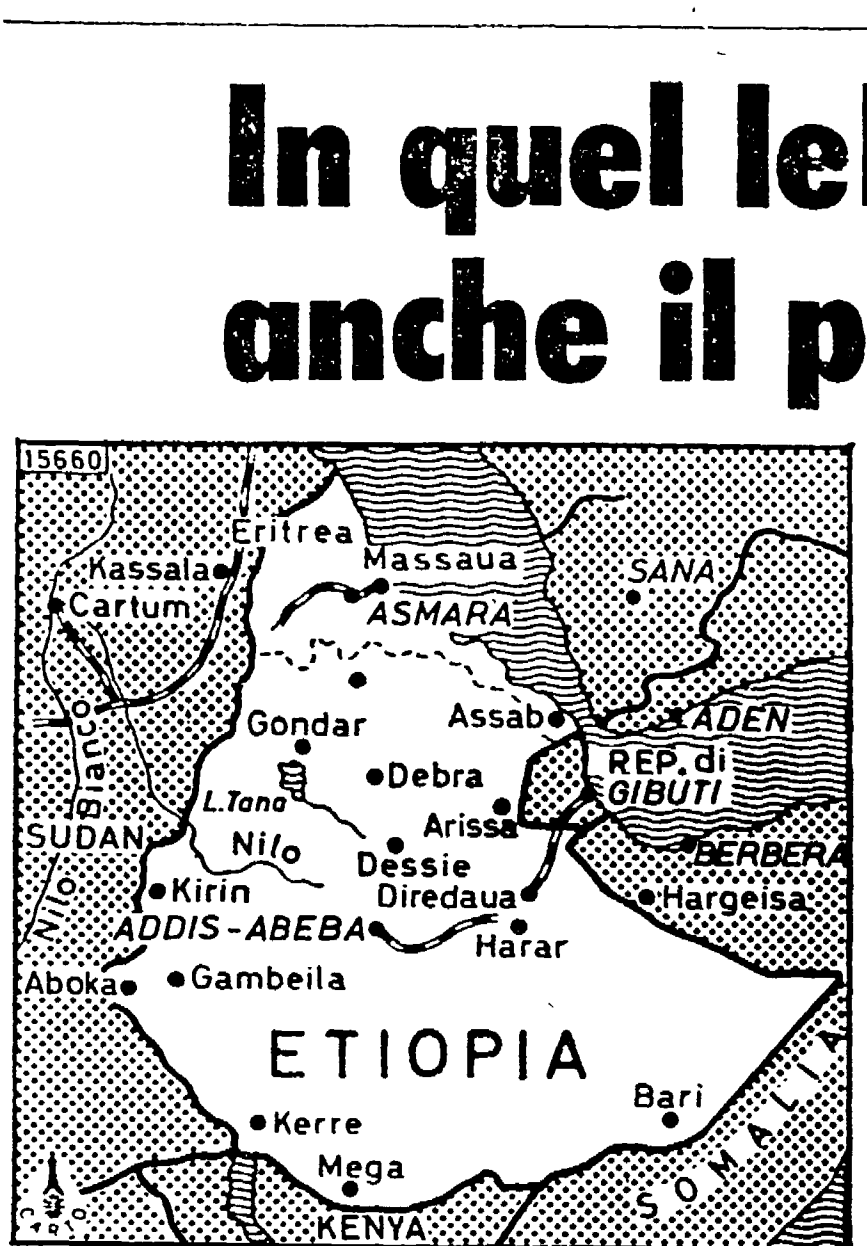 In quel le
anche il p
15660
Eritrea
Massaua
Kassala
SANA
Cartum
ASMARA
Bianco
Assab
ADEN
Gondar
REP. di
GIBUTI
Debra
L.Tana
Arissa
SUDAN
Nilo
Dessie
BERBERA
Kirin
Diredaua
Hargeisa
Nilo
ADDIS-ABEBA
Harar
Aboka
Gambeila
ETIOPIA
Bari
SOMALIA
Kerre
Mega
CARTO
KENYA